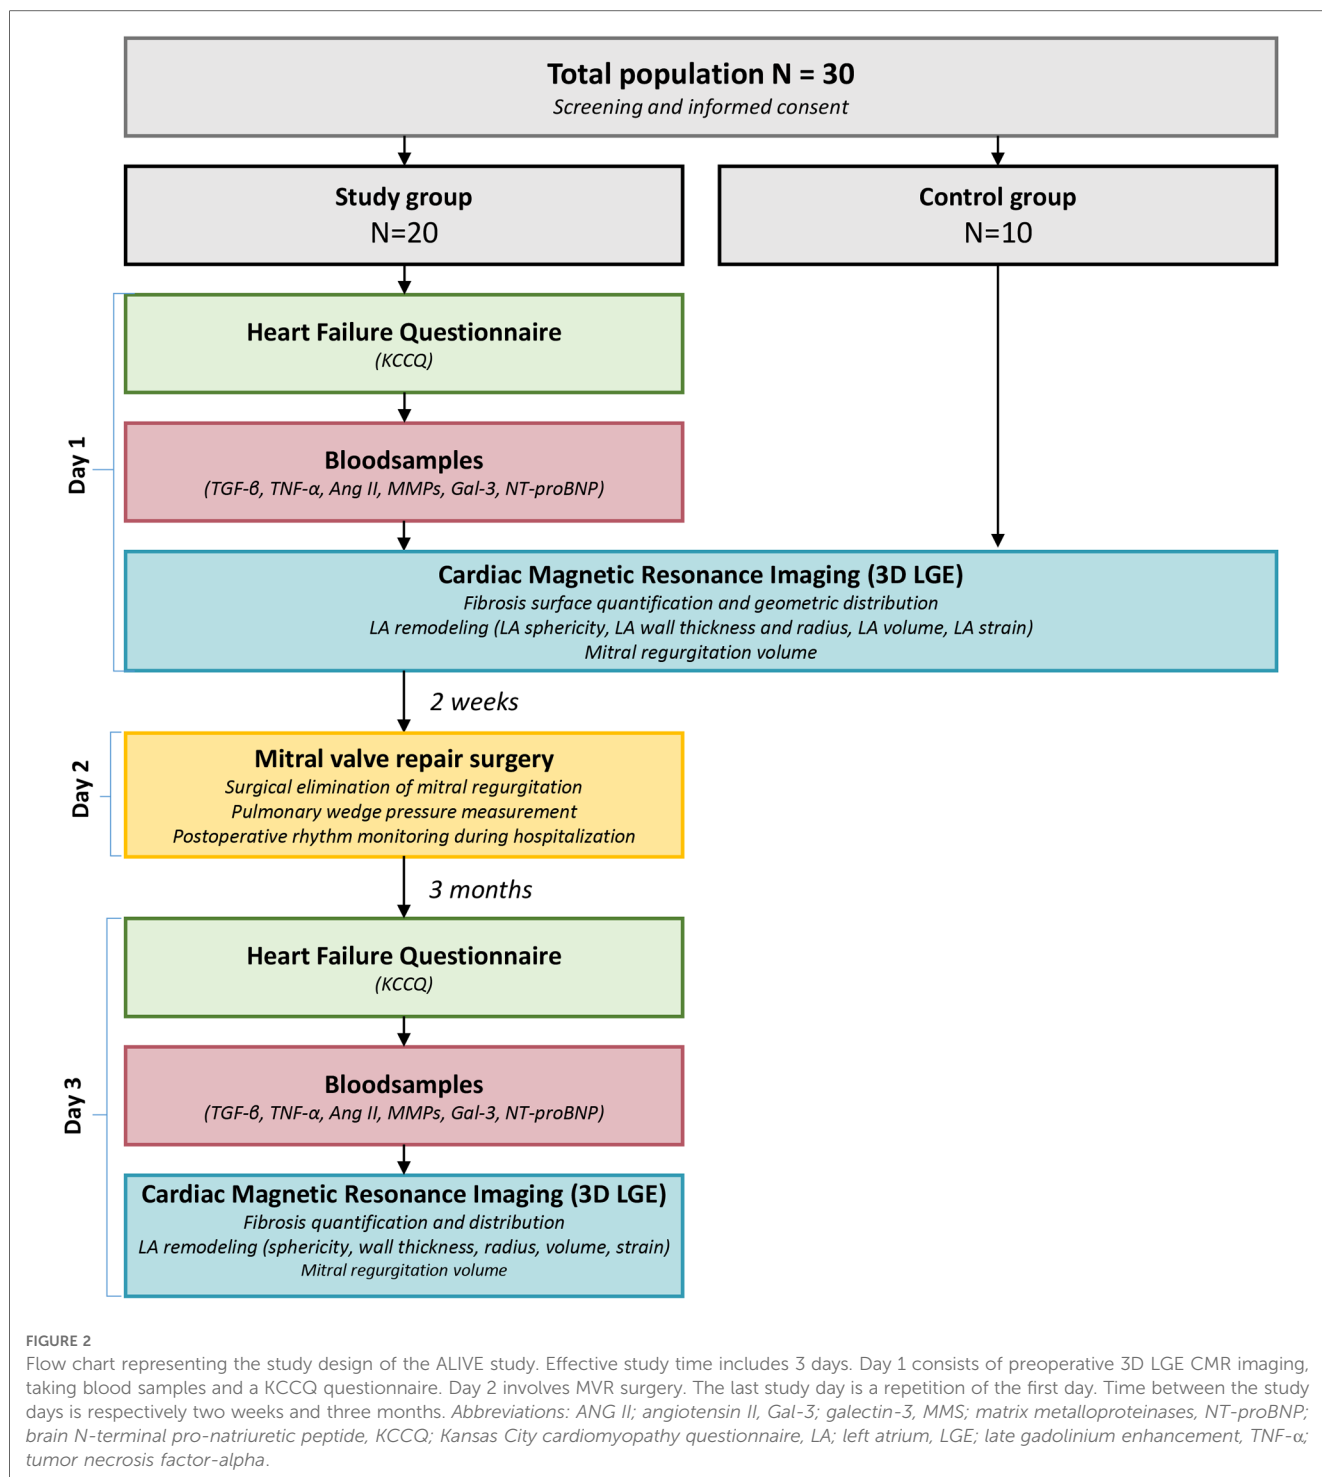 Total population N = 30
Screening and informed consent
Study group
N=20
Control group
N=10
Day 1
Heart Failure Questionnaire
(KCCQ)
Bloodsamples
(TGF-β, TNF-α, Ang II, MMPs, Gal-3, NT-proBNP)
Cardiac Magnetic Resonance Imaging (3D LGE)
Fibrosis surface quantification and geometric distribution
LA remodeling (LA sphericity, LA wall thickness and radius, LA volume, LA strain)
Mitral regurgitation volume
2 weeks
Day 2
Mitral valve repair surgery
Surgical elimination of mitral regurgitation
Pulmonary wedge pressure measurement
Postoperative rhythm monitoring during hospitalization
3 months
Day 3
Heart Failure Questionnaire
(KCCQ)
Bloodsamples
(TGF-β, TNF-α, Ang II, MMPs, Gal-3, NT-proBNP)
Cardiac Magnetic Resonance Imaging (3D LGE)
Fibrosis quantification and distribution
LA remodeling (sphericity, wall thickness, radius, volume, strain)
Mitral regurgitation volume
FIGURE 2
Flow chart representing the study design of the ALIVE study. Effective study time includes 3 days. Day 1 consists of preoperative 3D LGE CMR imaging,
taking blood samples and a KCCQ questionnaire. Day 2 involves MVR surgery. The last study day is a repetition of the first day. Time between the study
days is respectively two weeks and three months. Abbreviations: ANG II; angiotensin II, Gal-3; galectin-3, MMS; matrix metalloproteinases, NT-proBNP;
brain N-terminal pro-natriuretic peptide, KCCQ; Kansas City cardiomyopathy questionnaire, LA; left atrium, LGE; late gadolinium enhancement, TNF-α;
tumor necrosis factor-alpha.